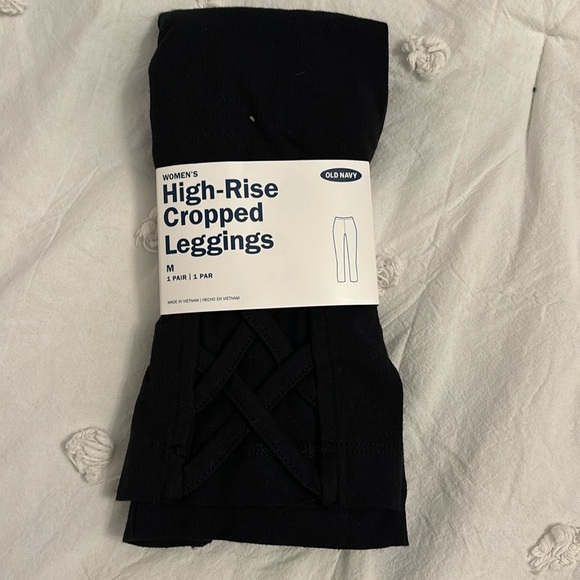 WOMEN'S
High-Rise
Cropped
Leggings
OLD NAVY
M
1 PAIR | 1 PAR
MADE IN VIETNAM | HECHO EN VIETNAM